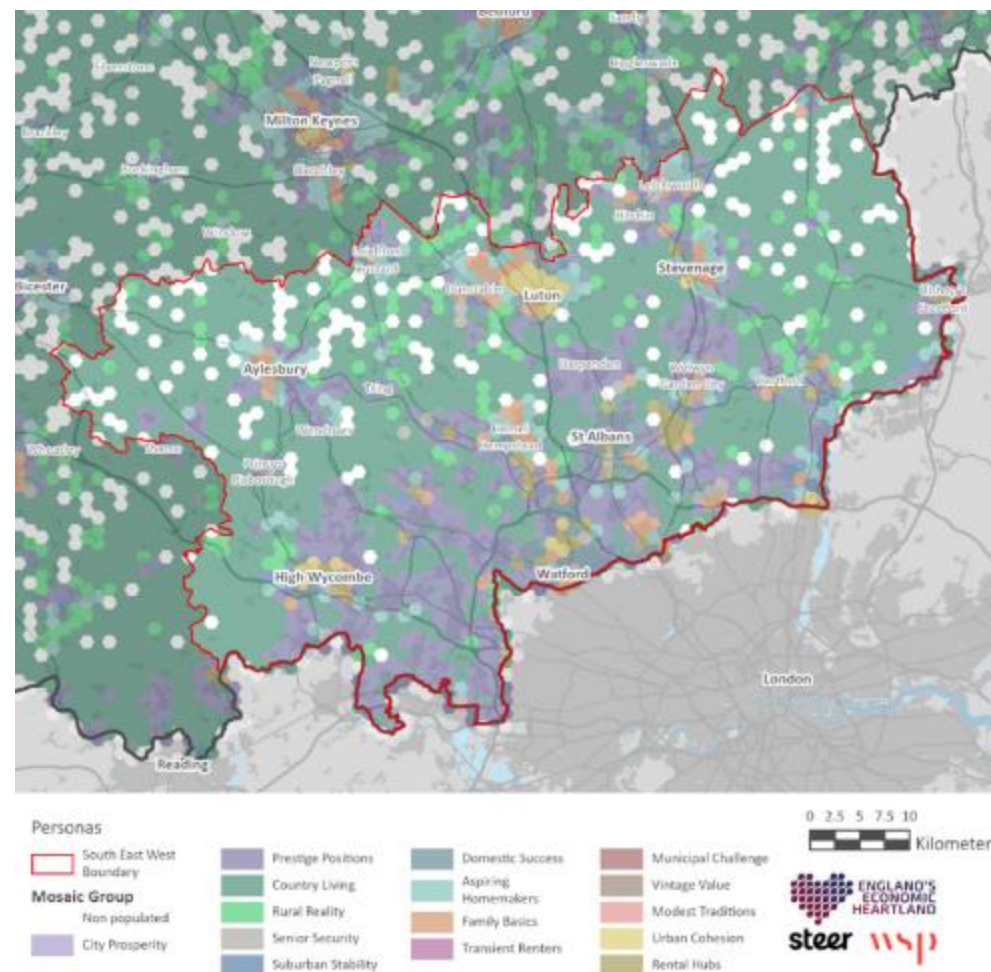 Bedford
Sandy
Biggleswade
Newport
Pagnell
Milton Keynes
Brackley
Buckingham
Bletchley
Letchworth
Hitchin
Winslow
Leighton
Buzzard
Stevenage
Bicester
Dunstable
Luton
Bishop's
Stortford
Aylesbury
Harpenden
Welwyn
Garden City
Hertford
Tring
Wendover
Hemel
Hempstead
St Albans
Wheatley
Thame
Princes
Risborough
High Wycombe
Watford
London
Reading
Personas
South East West
Boundary
Mosaic Group
Non populated
City Prosperity
Prestige Positions
Country Living
Rural Reality
Senior Security
Suburban Stability
Domestic Success
Aspiring
Homemakers
Family Basics
Transient Renters
Municipal Challenge
Vintage Value
Modest Traditions
Urban Cohesion
Rental Hubs
0 2.5 5 7.5 10
Kilometer
ENGLAND'S
ECONOMIC
HEARTLAND
steer wsp